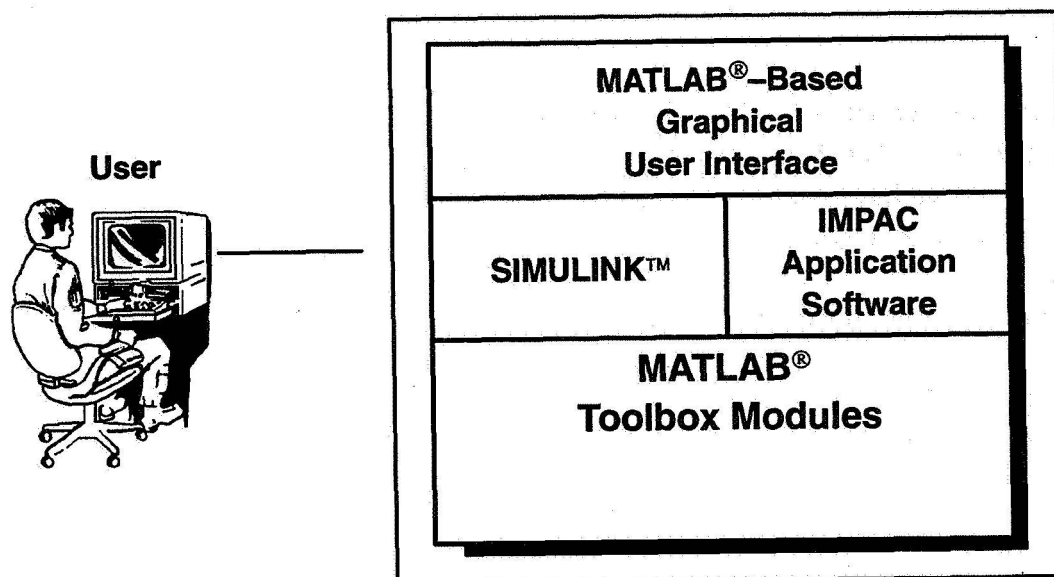 User
MATLAB®–Based
Graphical
User Interface
SIMULINK™
IMPAC
Application
Software
MATLAB®
Toolbox Modules